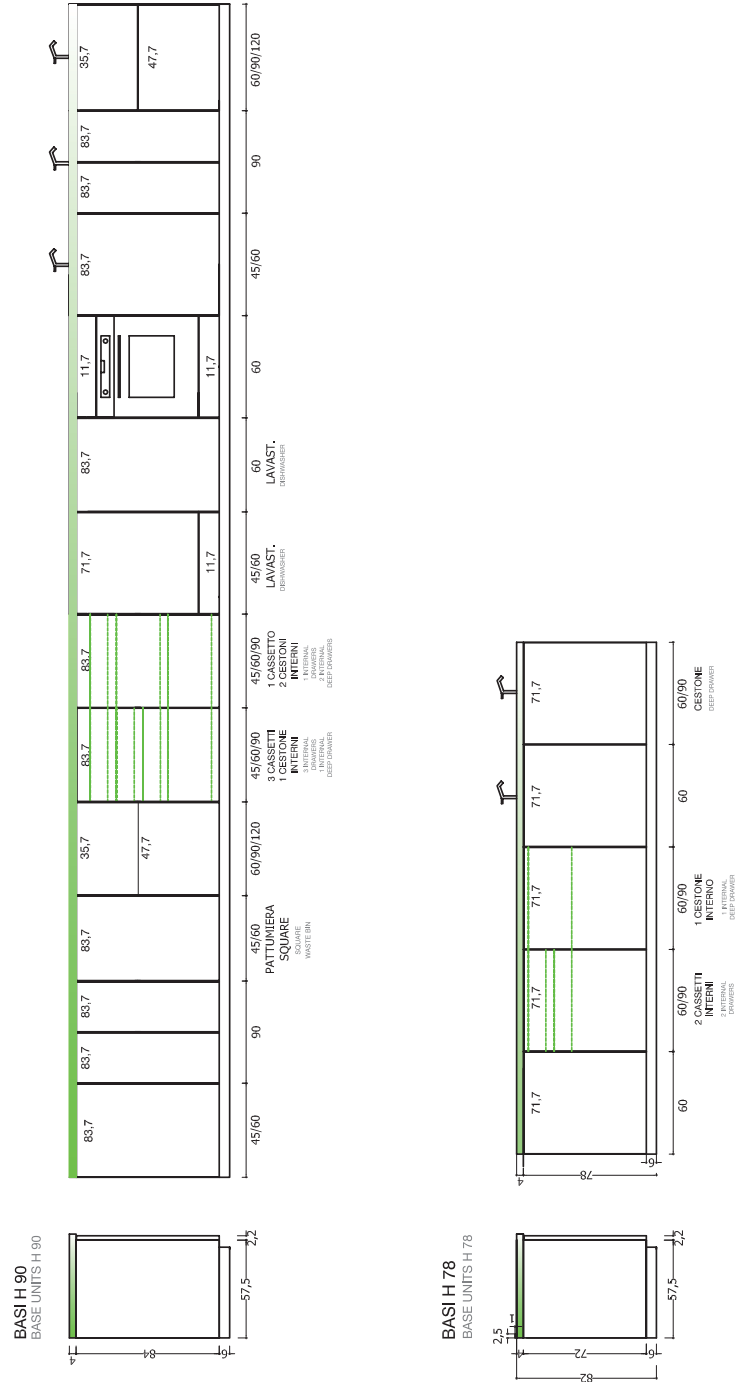 BASI H 90
BASE UNITS H 90
4
84
6
57,5
2,2
83,7
83,7
83,7
83,7
35,7
47,7
83,7
83,7
71,7
11,7
83,7
11,7
11,7
83,7
83,7
83,7
35,7
47,7
45/60
90
45/60
PATTUMIERA
SQUARE
SQUARE
WASTE BIN
60/90/120
45/60/90
3 CASSETTI
1 CESTONE
INTERNI
3 INTERNAL
DRAWERS
1 INTERNAL
DEEP DRAWER
45/60/90
1 CASSETTO
2 CESTONI
INTERNI
1 INTERNAL
DRAWERS
2 INTERNAL
DEEP DRAWERS
45/60
LAVAST.
DISHWASHER
60
LAVAST.
DISHWASHER
60
45/60
90
60/90/120
BASI H 78
BASE UNITS H 78
2,5
1
4
72
6
82
57,5
2,2
4
78
6
71,7
71,7
71,7
71,7
71,7
60
60/90
2 CASSETTI
INTERNI
2 INTERNAL
DRAWERS
60/90
1 CESTONE
INTERNO
1 INTERNAL
DEEP DRAWER
60
60/90
CESTONE
DEEP DRAWER